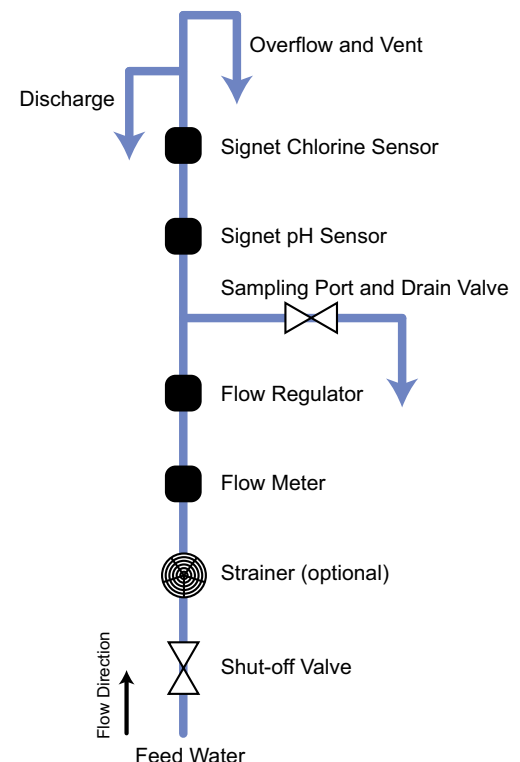 Overflow and Vent
Discharge
Signet Chlorine Sensor
Signet pH Sensor
Sampling Port and Drain Valve
Flow Regulator
Flow Meter
Strainer (optional)
Shut-off Valve
Flow Direction
Feed Water